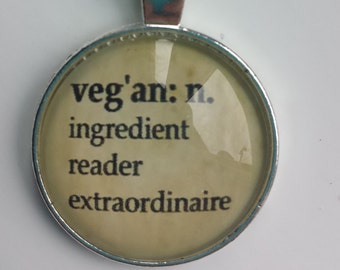 veg'an: n.
ingredient
reader
extraordinaire